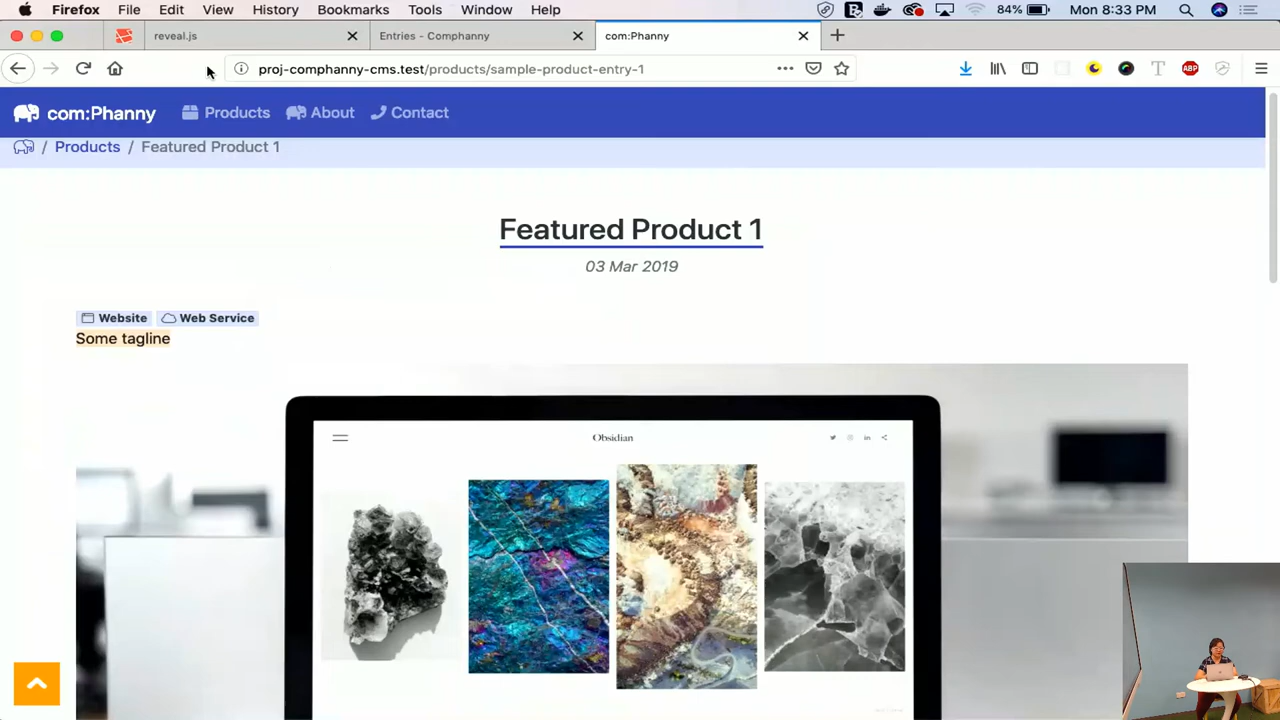 Firefox File Edit View History Bookmarks Tools Window Help 84% Mon 8:33 PM
reveal.js Entries - Comphanny com:Phanny
proj-comphanny-cms.test/products/sample-product-entry-1 ABP
com:Phanny Products About Contact
/ Products / Featured Product 1
Featured Product 1
03 Mar 2019
Website Web Service
Some tagline
Obsidian